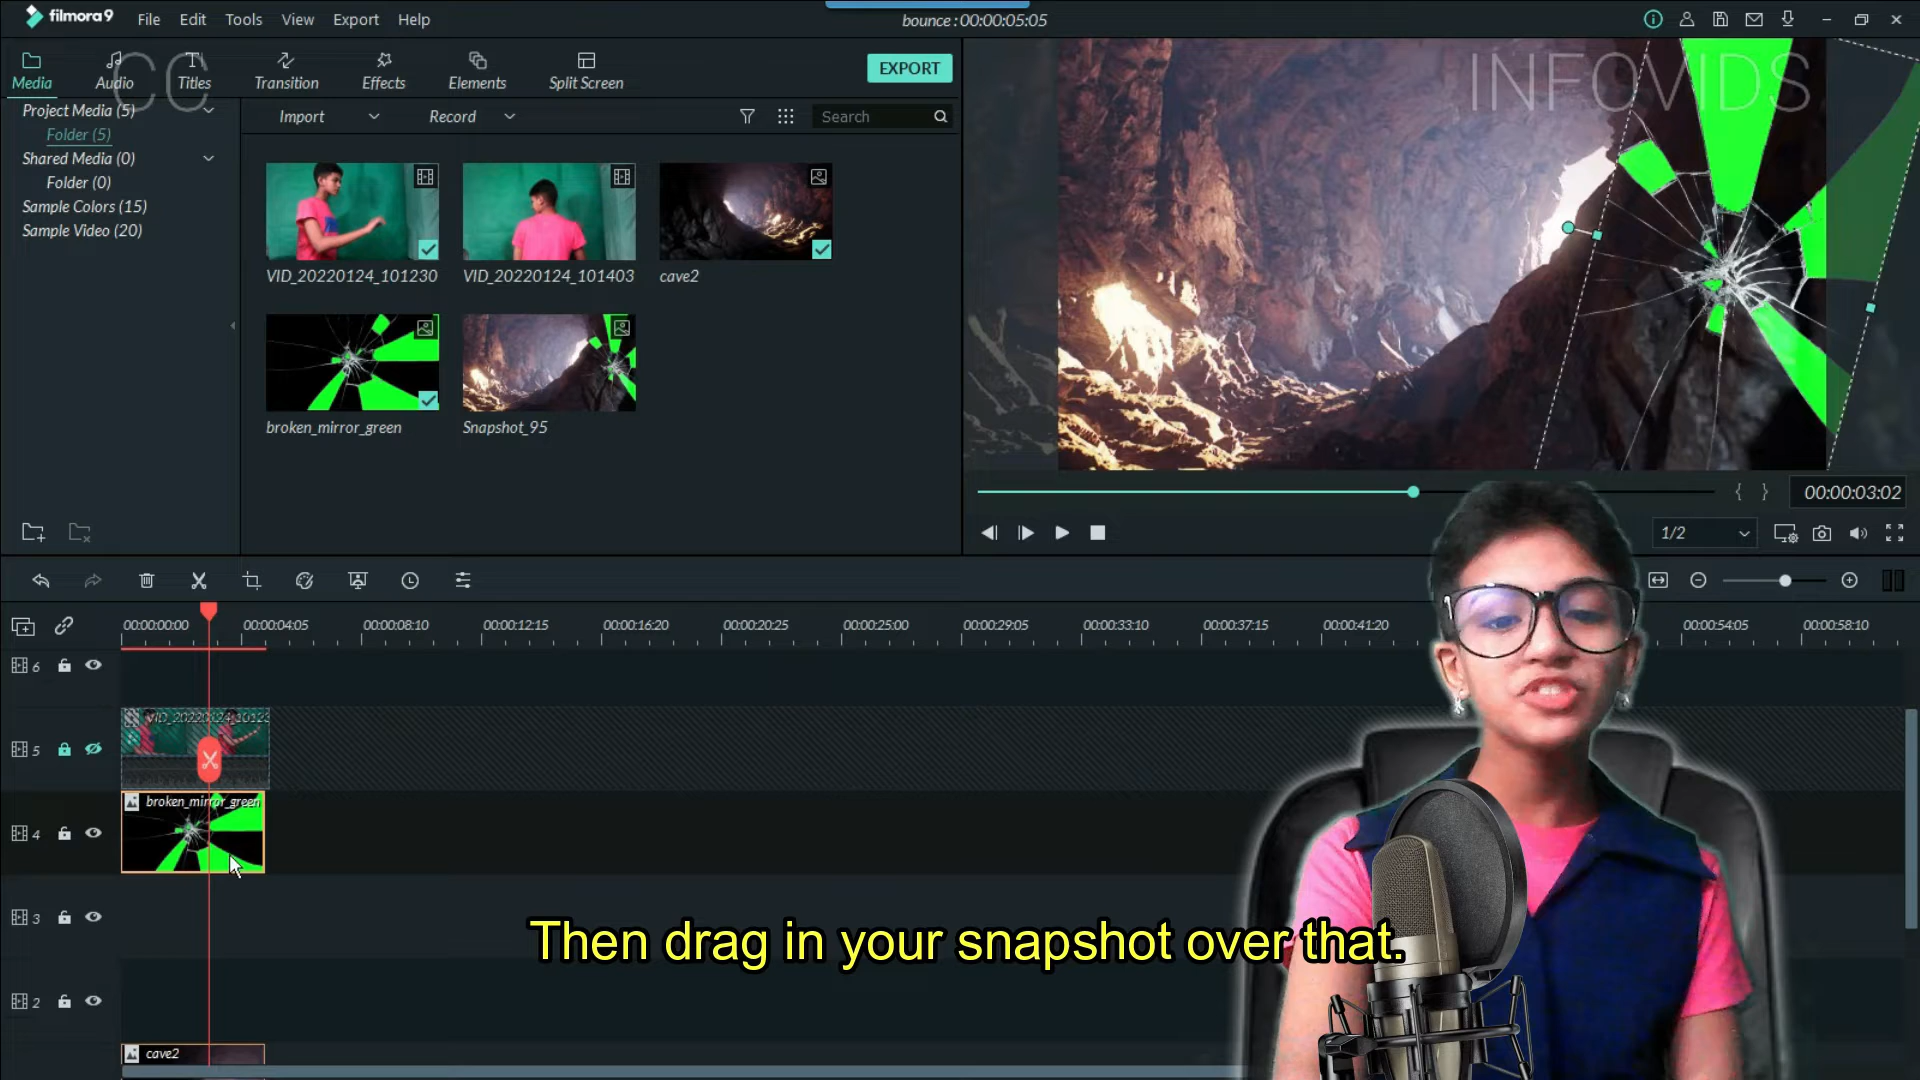 filmora9
File Edit Tools View Export Help
bounce : 00:00:05:05
Media Audio Titles Transition Effects Elements Split Screen
EXPORT
CC
INFOVIDS
Project Media (5)
Folder (5)
Shared Media (0)
Folder (0)
Sample Colors (15)
Sample Video (20)
Import Record Search
VID_20220124_101230 VID_20220124_101403 cave2
broken_mirror_green Snapshot_95
00:00:03:02
1/2
00:00:00:00 00:00:04:05 00:00:08:10 00:00:12:15 00:00:16:20 00:00:20:25 00:00:25:00 00:00:29:05 00:00:33:10 00:00:37:15 00:00:41:20 00:00:54:05 00:00:58:10
6
VID_20220124_10123
5
broken_mirror_green
4
3
Then drag in your snapshot over that.
2
cave2